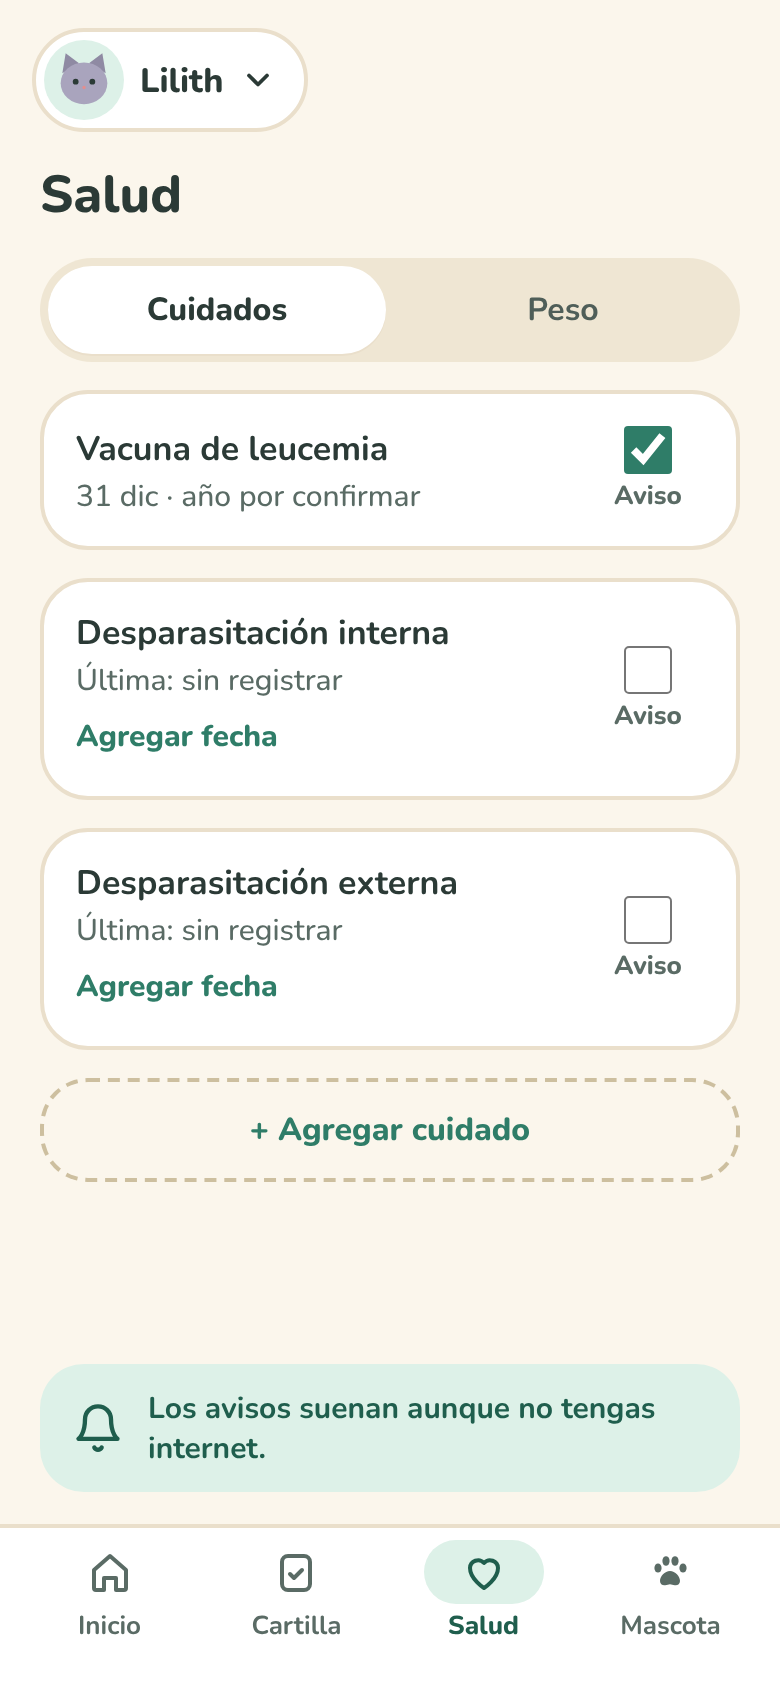 Lilith
Salud
Cuidados
Peso
Vacuna de leucemia
31 dic · año por confirmar
Aviso
Desparasitación interna
Última: sin registrar
Agregar fecha
Aviso
Desparasitación externa
Última: sin registrar
Agregar fecha
Aviso
+ Agregar cuidado
Los avisos suenan aunque no tengas
internet.
Inicio
Cartilla
Salud
Mascota